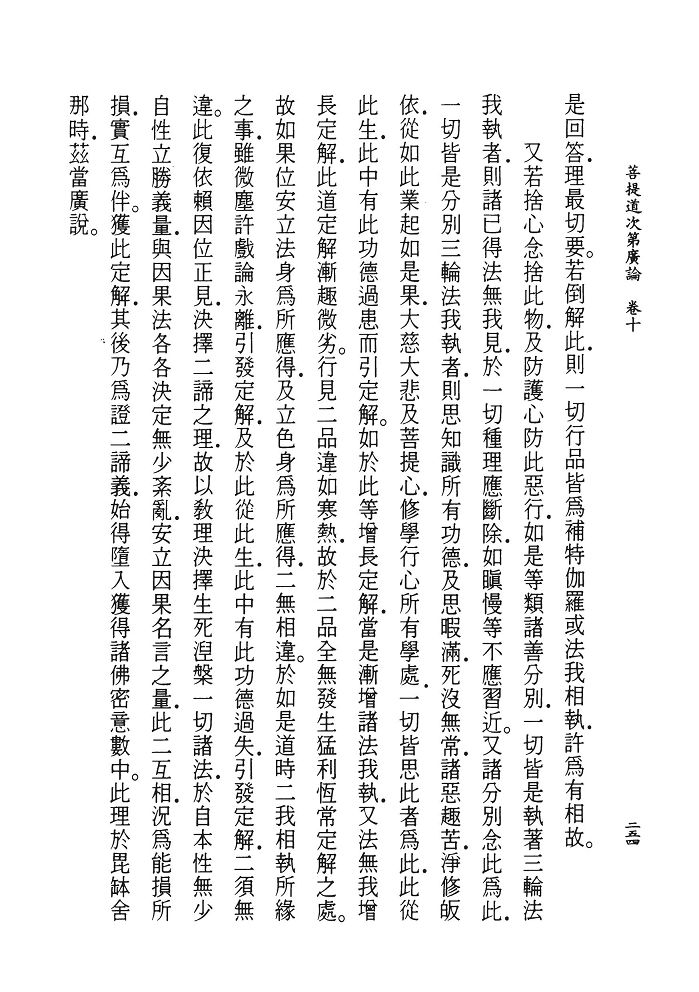 菩提道次第廣論　卷十
二五四
是回答．理最切要。若倒解此．則一切行品皆爲補特伽羅或法我相執．許爲有相故。
又若捨心念捨此物．及防護心防此惡行．如是等類諸善分別．一切皆是執著三輪法
我執者．則諸已得法無我見．於一切種理應斷除．如瞋慢等不應習近。又諸分別念此爲此．
一切皆是分別三輪法我執者．則思知識所有功德．及思暇滿．死沒無常．諸惡趣苦．淨修皈
依．從如此業起如是果．大慈大悲及菩提心．修學行心所有學處．一切皆思此者爲此．此從
此生．此中有此功德過患而引定解。如於此等增長定解．當是漸增諸法我執．又法無我增
長定解．此道定解漸趣微劣。行見二品違如寒熱．故於二品全無發生猛利恆常定解之處。
故如果位安立法身爲所應得．及立色身爲所應得．二無相違。於如是道時二我相執所緣
之事．雖微塵許戲論永離．引發定解．及於此從此生．此中有此功德過失．引發定解．二須無
違。此復依賴因位正見．決擇二諦之理．故以教理決擇生死涅槃一切諸法．於自本性無少
自性立勝義量．與因果法各各決定無少紊亂．安立因果名言之量．此二互相．況爲能損所
損．實互爲伴。獲此定解．其後乃爲證二諦義．始得墮入獲得諸佛密意數中。此理於毘缽舍
那時．茲當廣說。